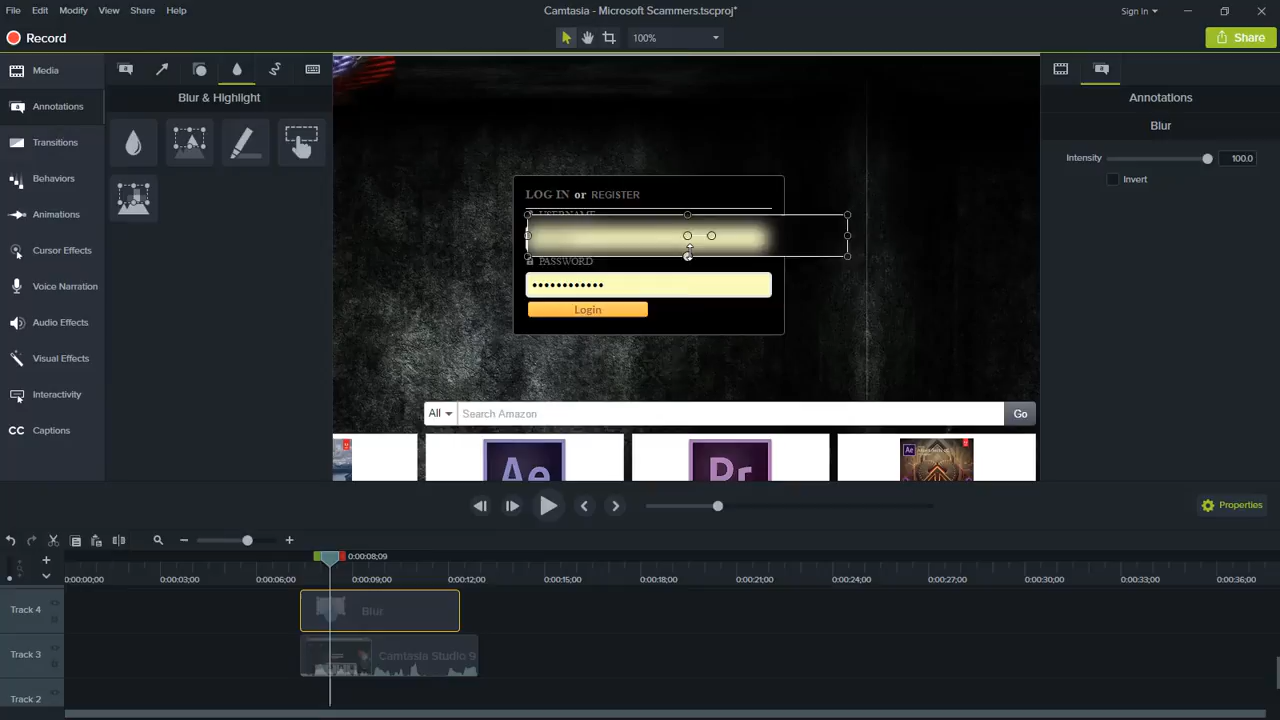 File Edit Modify View Share Help Camtasia - Microsoft Scammers.tscproj* Sign In
Record 100% Share
Media
Blur & Highlight Annotations
Annotations
Blur
Transitions
Intensity 100.0
Behaviors
Invert
Animations
LOG IN or REGISTER
USERNAME
Cursor Effects
PASSWORD
Voice Narration
••••••••••••
Login
Audio Effects
Visual Effects
Interactivity
All Search Amazon Go
Captions
Ae Pr Ae
Properties
0:00:08;09
0:00:00;00 0:00:03;00 0:00:06;00 0:00:09;00 0:00:12;00 0:00:15;00 0:00:18;00 0:00:21;00 0:00:24;00 0:00:27;00 0:00:30;00 0:00:33;00 0:00:36;00
Track 4 Blur
Track 3 Camtasia Studio 9
Track 2